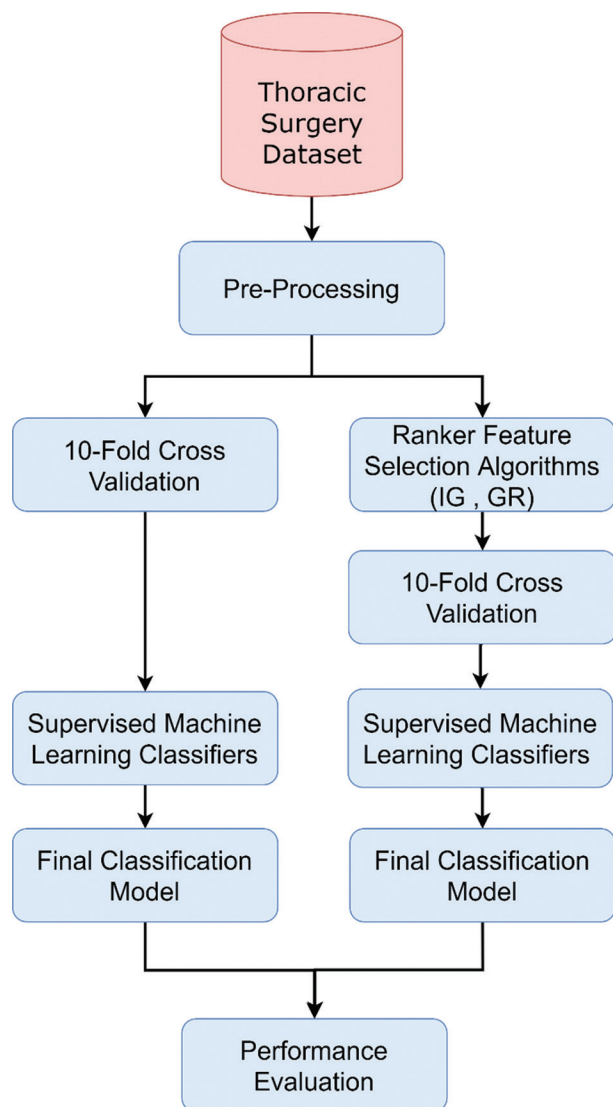 Thoracic
Surgery
Dataset
Pre-Processing
10-Fold Cross
Validation
Ranker Feature
Selection Algorithms
(IG , GR)
10-Fold Cross
Validation
Supervised Machine
Learning Classifiers
Supervised Machine
Learning Classifiers
Final Classification
Model
Final Classification
Model
Performance
Evaluation